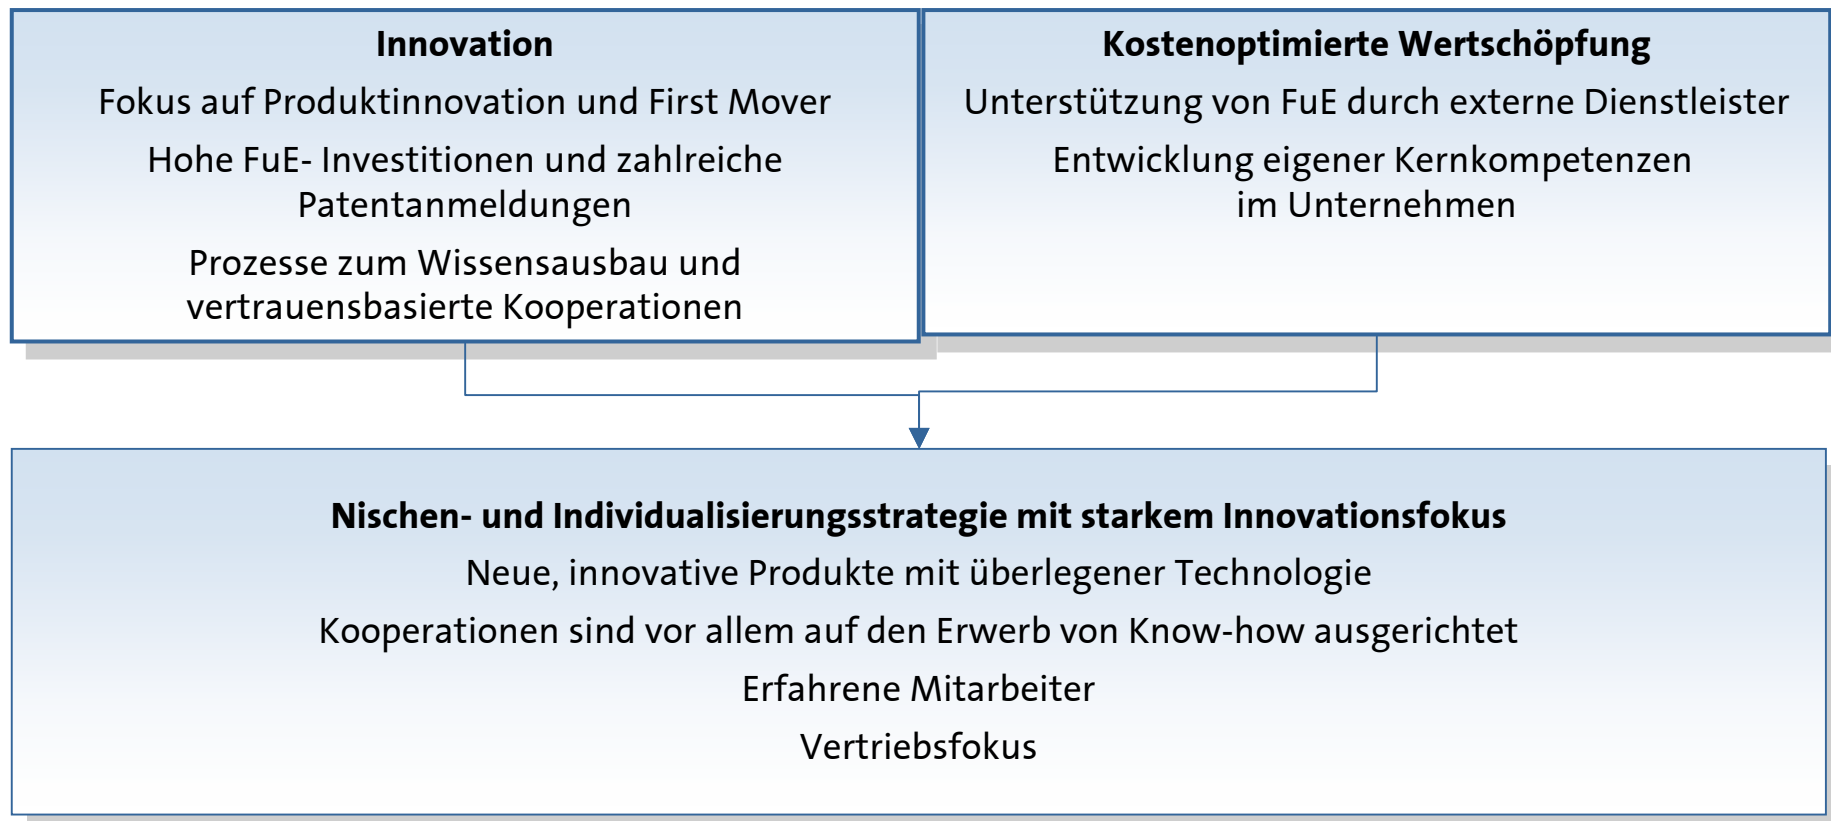 Innovation
Fokus auf Produktinnovation und First Mover
Hohe FuE- Investitionen und zahlreiche
Patentanmeldungen
Prozesse zum Wissensausbau und
vertrauensbasierte Kooperationen
Kostenoptimierte Wertschöpfung
Unterstützung von FuE durch externe Dienstleister
Entwicklung eigener Kernkompetenzen
im Unternehmen
Nischen- und Individualisierungsstrategie mit starkem Innovationsfokus
Neue, innovative Produkte mit überlegener Technologie
Kooperationen sind vor allem auf den Erwerb von Know-how ausgerichtet
Erfahrene Mitarbeiter
Vertriebsfokus